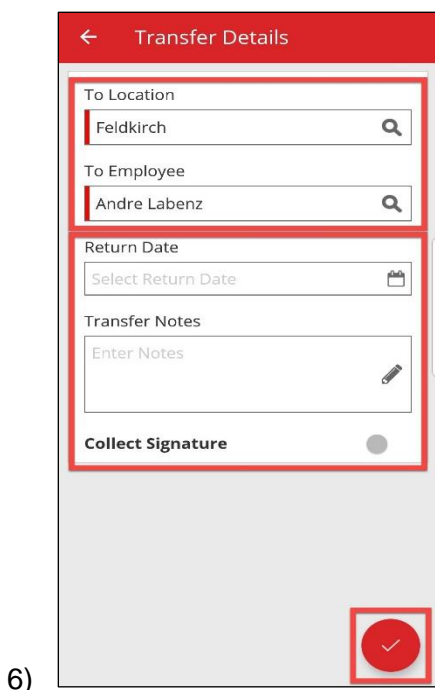 Transfer Details
To Location
Feldkirch
To Employee
Andre Labenz
Return Date
Select Return Date
Transfer Notes
Enter Notes
Collect Signature
6)